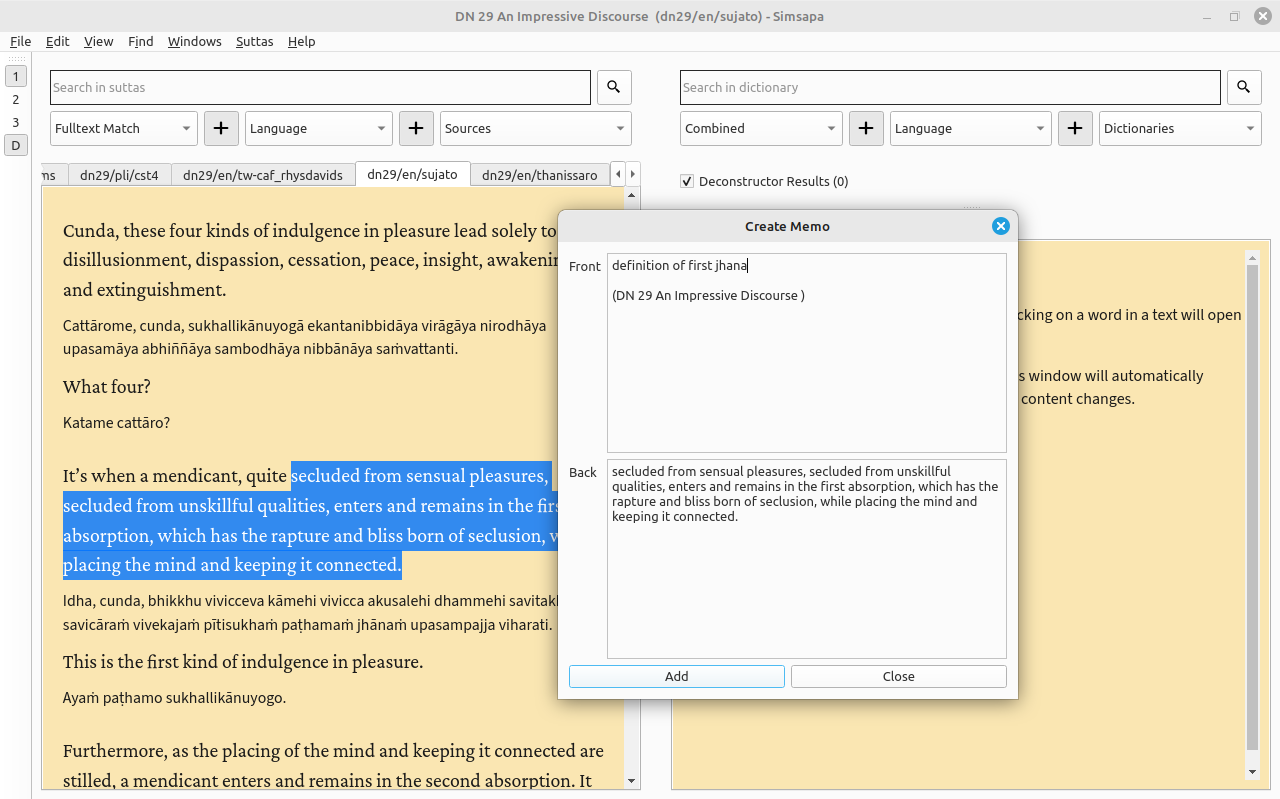 DN 29 An Impressive Discourse (dn29/en/sujato) - Simsapa
File Edit View Find Windows Suttas Help
1
2
3
D
Search in suttas
Fulltext Match
Language
Sources
ms
dn29/pli/cst4
dn29/en/tw-caf_rhysdavids
dn29/en/sujato
dn29/en/thanissaro
Cunda, these four kinds of indulgence in pleasure lead solely to
disillusionment, dispassion, cessation, peace, insight,
and extinguishment.
Cattārome, cunda, sukhallikānuyogā ekantanibbidāya virāgāya nirodhāya
upasamāya abhiññāya sambodhāya nibbānāya saṁvattanti.
What four?
Katame cattāro?
It’s when a mendicant, quite secluded from sensual pleasures,
secluded from unskillful qualities, enters and remains in the
absorption, which has the rapture and bliss born of seclusion,
placing the mind and keeping it connected.
Idha, cunda, bhikkhu vivicceva kāmehi vivicca akusalehi dhammehi
savicāraṁ vivekajaṁ pītisukhaṁ paṭhamaṁ jhānaṁ upasampajja viharati.
This is the first kind of indulgence in pleasure.
Ayaṁ paṭhamo sukhallikānuyogo.
Furthermore, as the placing of the mind and keeping it connected are
stilled, a mendicant enters and remains in the second absorption. It
Search in dictionary
Combined
Language
Dictionaries
Deconstructor Results (0)
on a word in a text will open
window will automatically
content changes.
Create Memo
Front
definition of first jhana
(DN 29 An Impressive Discourse )
Back
secluded from sensual pleasures, secluded from unskillful
qualities, enters and remains in the first absorption, which has the
rapture and bliss born of seclusion, while placing the mind and
keeping it connected.
Add
Close